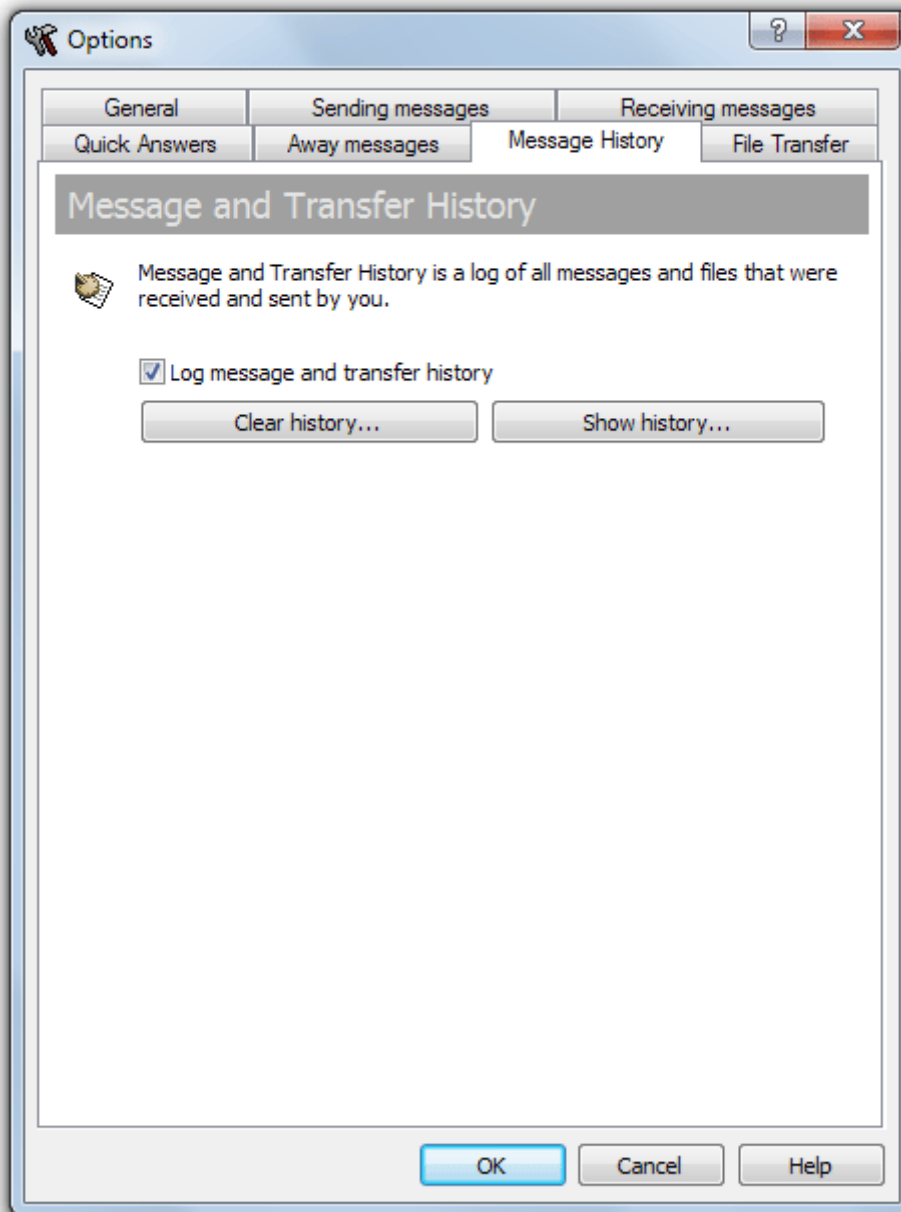 Options
General Sending messages Receiving messages
Quick Answers Away messages Message History File Transfer
Message and Transfer History
Message and Transfer History is a log of all messages and files that were
received and sent by you.
Log message and transfer history
Clear history... Show history...
OK Cancel Help